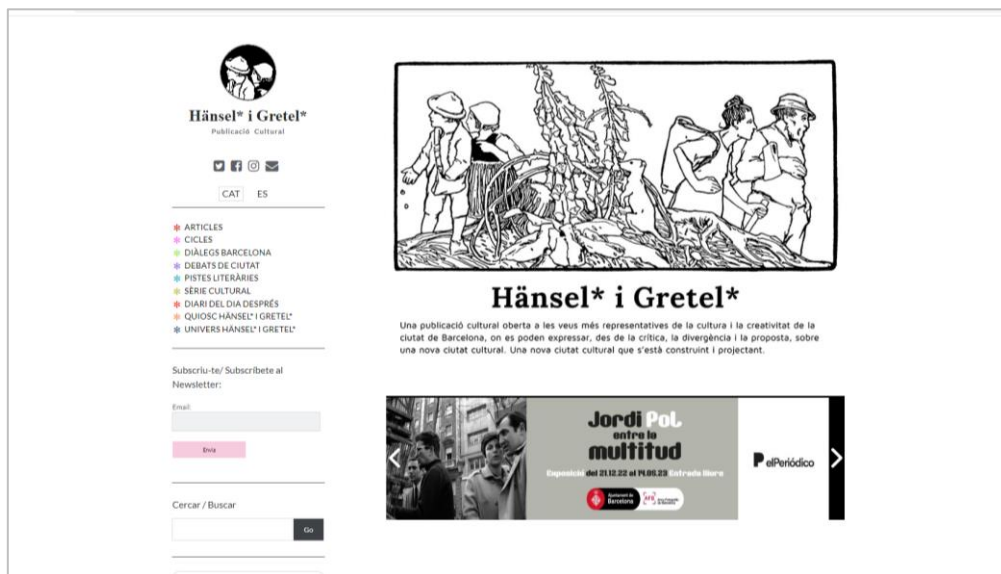 Hänsel* i Gretel*
Publicació Cultural
CAT ES
ARTICLES
CICLES
DIÀLEGS BARCELONA
DEBATS DE CIUTAT
PISTES LITERÀRIES
SÈRIE CULTURAL
DIARI DEL DIA DESPRÉS
QUIOSC HÄNSEL* I GRETEL*
UNIVERS HÄNSEL* I GRETEL*
Subscriu-te/ Subscríbete al
Newsletter:
Email:
Envia
Cercar / Buscar
Go
Hänsel* i Gretel*
Una publicació cultural oberta a les veus més representatives de la cultura i la creativitat de la
ciutat de Barcelona, on es poden expressar, des de la crítica, la divergència i la proposta, sobre
una nova ciutat cultural. Una nova ciutat cultural que s'està construint i projectant.
Jordi Pol
entre la
multitud
Exposició del 21.12.22 al 14.05.23 Entrada lliure
Ajuntament de
Barcelona
elPeriódico